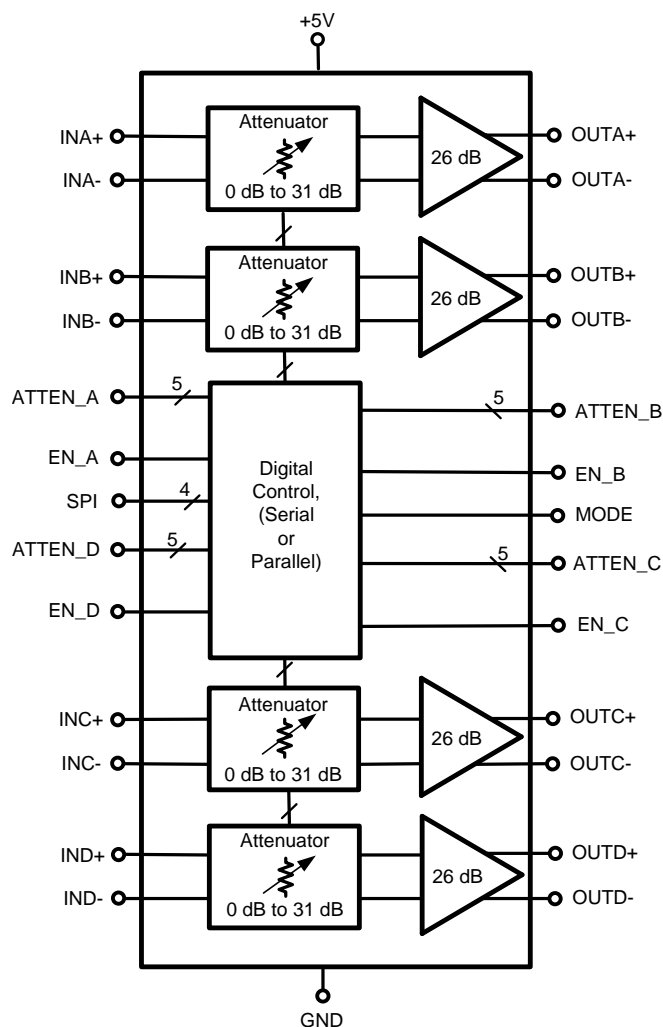 +5V
Attenuator
INA+
OUTA+
26 dB
INA-
OUTA-
0 dB to 31 dB
Attenuator
INB+
OUTB+
26 dB
INB-
OUTB-
0 dB to 31 dB
ATTEN_A
5
5
ATTEN_B
EN_A
EN_B
SPI
4
MODE
ATTEN_D
5
5
ATTEN_C
EN_D
EN_C
Digital
Control,
(Serial
or
Parallel)
Attenuator
INC+
OUTC+
26 dB
INC-
OUTC-
0 dB to 31 dB
Attenuator
IND+
OUTD+
26 dB
IND-
OUTD-
0 dB to 31 dB
GND